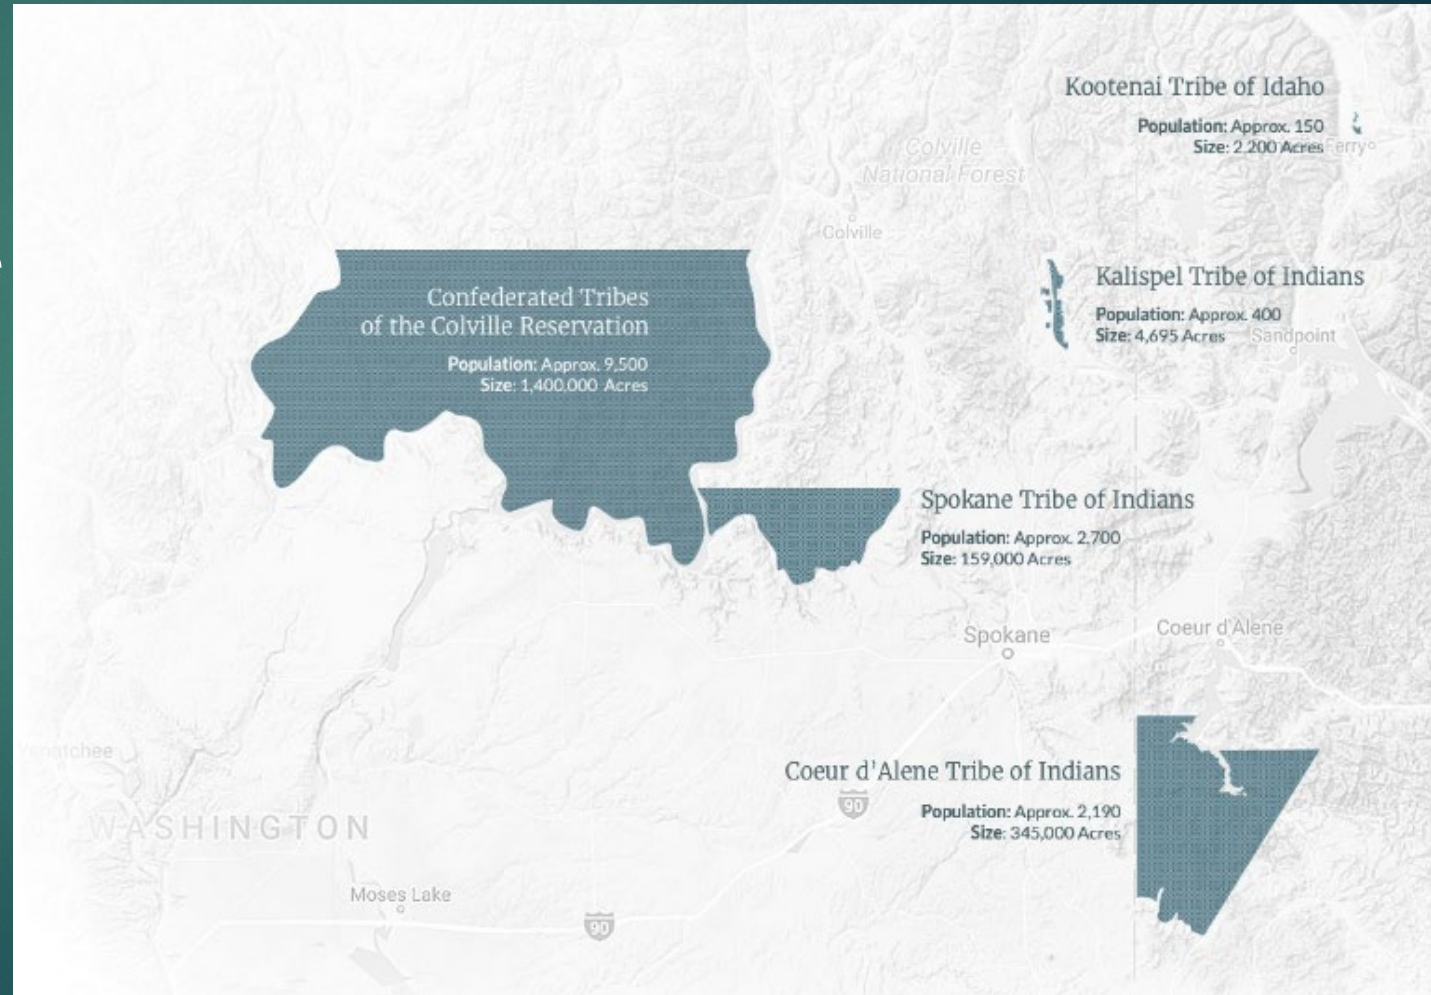 Kootenai Tribe of Idaho
Population: Approx. 150
Size: 2,200 Acres
Ferry
Colville
National Forest
Colville
Confederated Tribes
of the Colville Reservation
Population: Approx. 9,500
Size: 1,400,000 Acres
Kalispel Tribe of Indians
Population: Approx. 400
Size: 4,695 Acres
Sandpoint
Spokane Tribe of Indians
Population: Approx. 2,700
Size: 159,000 Acres
Spokane
Coeur d'Alene
Coeur d'Alene Tribe of Indians
Population: Approx. 2,190
Size: 345,000 Acres
90
WASHINGTON
Moses Lake
90